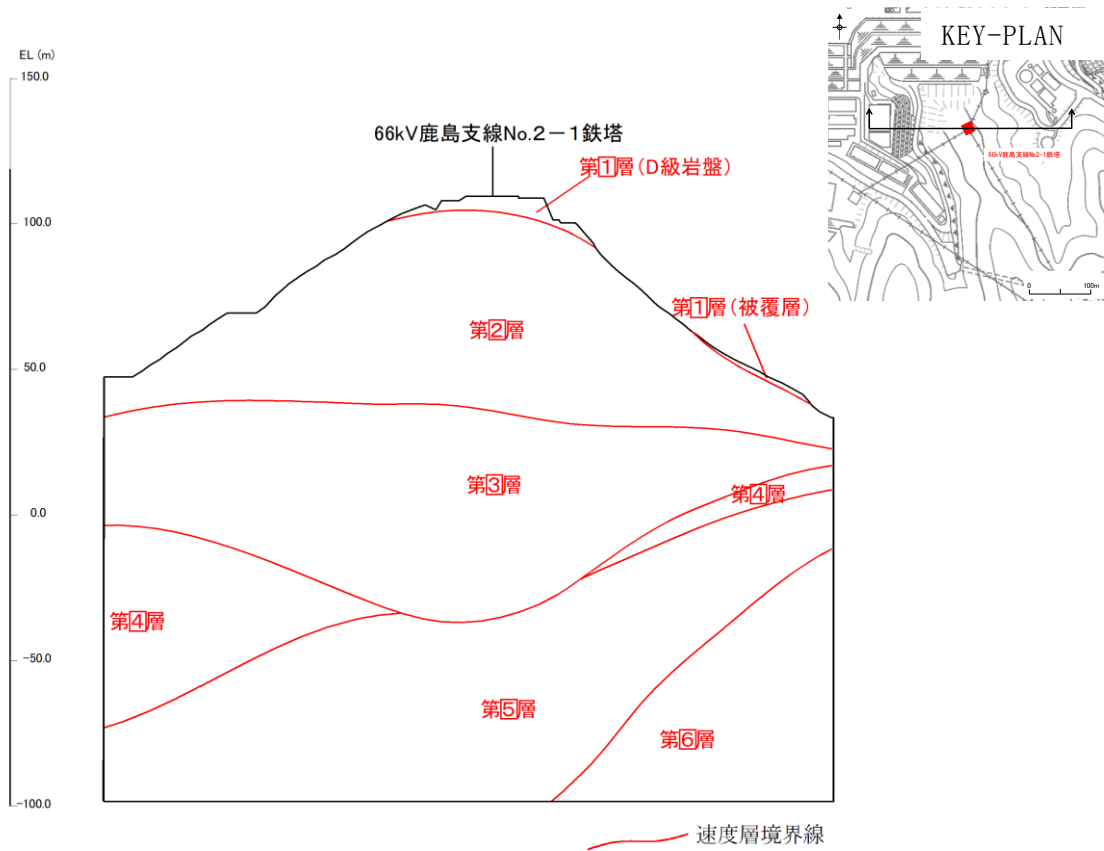 KEY-PLAN
66kV鹿島支線No.2-1鉄塔
0
100m
EL (m)
150.0
100.0
50.0
0.0
-50.0
-100.0
66kV鹿島支線No.2-1鉄塔
第1層(D級岩盤)
第1層(被覆層)
第2層
第3層
第4層
第4層
第5層
第6層
速度層境界線